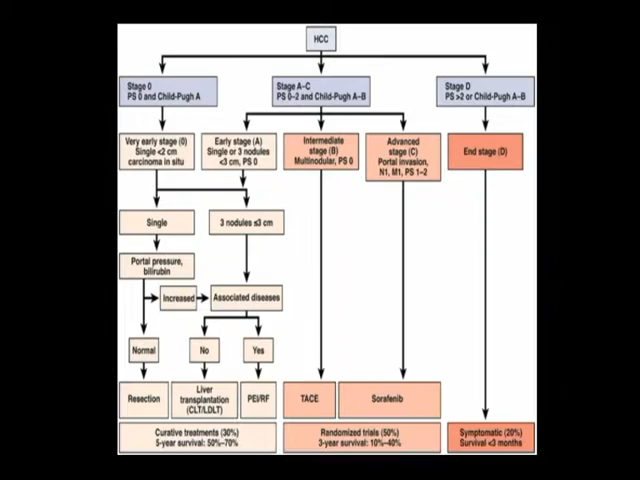 HCC
Stage 0
PS 0 and Child-Pugh A
Stage A–C
PS 0–2 and Child-Pugh A–B
Stage D
PS >2 or Child-Pugh A–B
Very early stage (0)
Single <2 cm
carcinoma in situ
Early stage (A)
Single or 3 nodules
<3 cm, PS 0
Intermediate
stage (B)
Multinodular, PS 0
Advanced
stage (C)
Portal invasion,
N1, M1, PS 1–2
End stage (D)
Single
3 nodules ≤3 cm
Portal pressure,
bilirubin
Increased
Associated diseases
Normal
No
Yes
Resection
Liver
transplantation
(CLT/LDLT)
PEI/RF
TACE
Sorafenib
Curative treatments (30%)
5-year survival: 50%–70%
Randomized trials (50%)
3-year survival: 10%–40%
Symptomatic (20%)
Survival <3 months